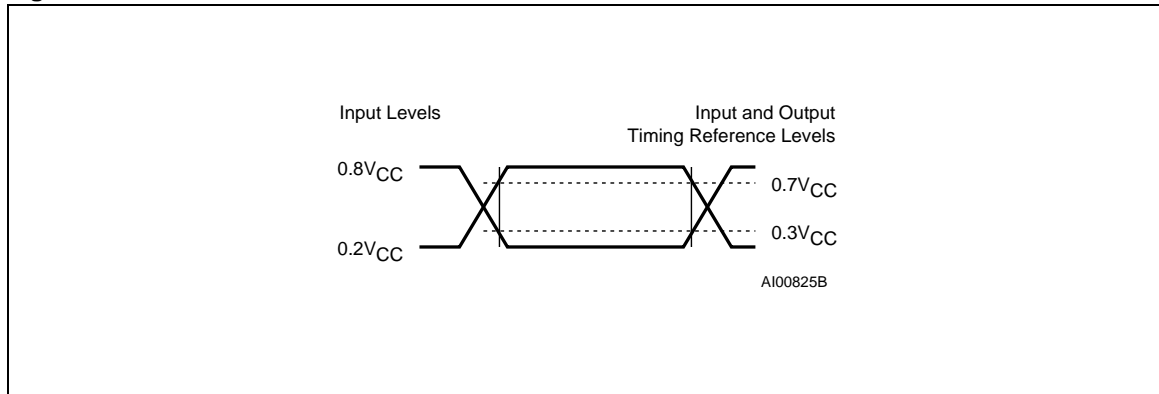 Input Levels
Input and Output
Timing Reference Levels
0.8VCC
0.7VCC
0.3VCC
0.2VCC
AI00825B